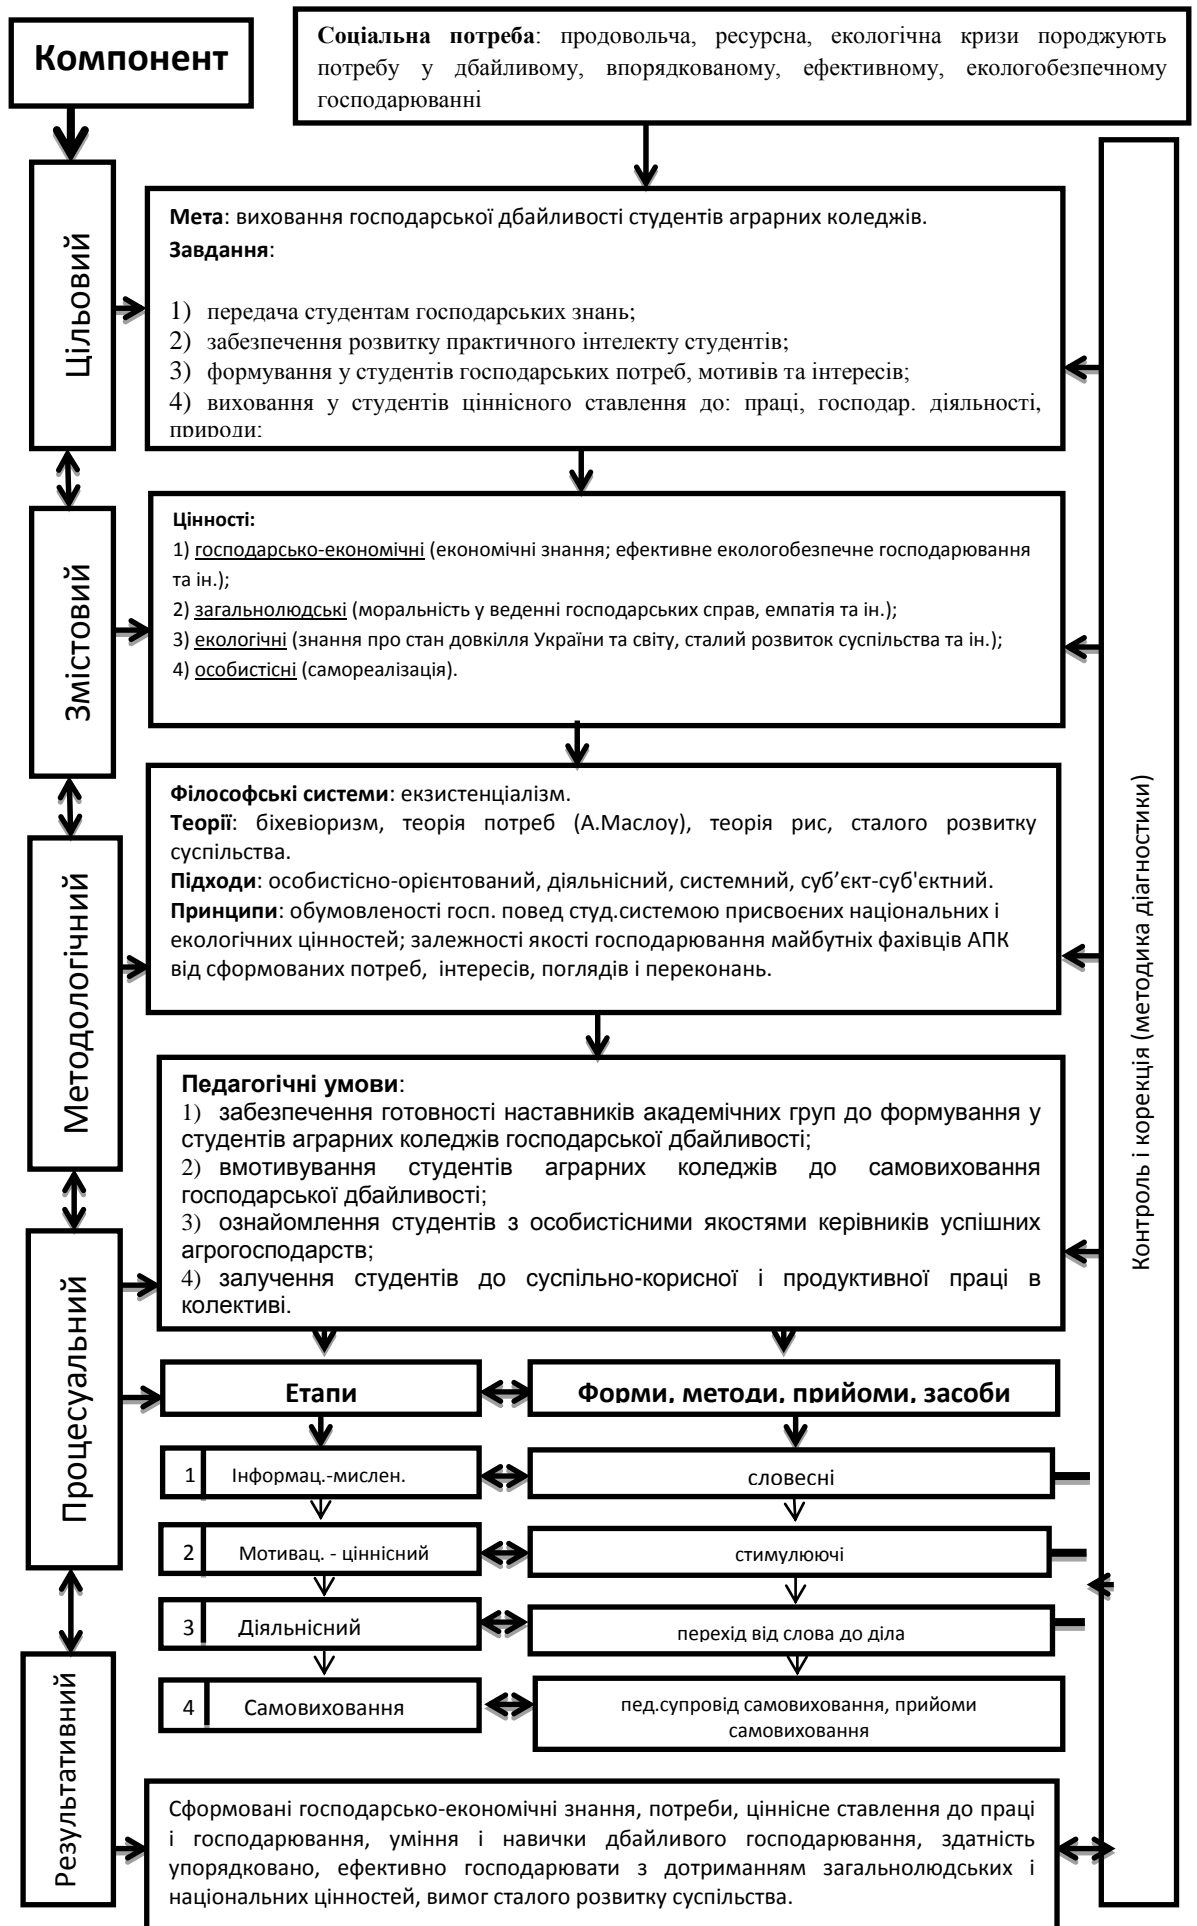 Компонент
Соціальна потреба: продовольча, ресурсна, екологічна кризи породжують
потребу у дбайливому, впорядкованому, ефективному, екологобезпечному
господарюванні
Цільовий
Мета: виховання господарської дбайливості студентів аграрних коледжів.
Завдання:
1) передача студентам господарських знань;
2) забезпечення розвитку практичного інтелекту студентів;
3) формування у студентів господарських потреб, мотивів та інтересів;
4) виховання у студентів ціннісного ставлення до: праці, господар. діяльності,
природи;
Змістовий
Цінності:
1) господарсько-економічні (економічні знання; ефективне екологобезпечне господарювання
та ін.);
2) загальнолюдські (моральність у веденні господарських справ, емпатія та ін.);
3) екологічні (знання про стан довкілля України та світу, сталий розвиток суспільства та ін.);
4) особистісні (самореалізація).
Методологічний
Філософські системи: екзистенціалізм.
Теорії: біхевіоризм, теорія потреб (А.Маслоу), теорія рис, сталого розвитку
суспільства.
Підходи: особистісно-орієнтований, діяльнісний, системний, суб’єкт-суб'єктний.
Принципи: обумовленості госп. повед студ.системою присвоєних національних і
екологічних цінностей; залежності якості господарювання майбутніх фахівців АПК
від сформованих потреб, інтересів, поглядів і переконань.
Процесуальний
Педагогічні умови:
1) забезпечення готовності наставників академічних груп до формування у
студентів аграрних коледжів господарської дбайливості;
2) вмотивування студентів аграрних коледжів до самовиховання
господарської дбайливості;
3) ознайомлення студентів з особистісними якостями керівників успішних
агрогосподарств;
4) залучення студентів до суспільно-корисної і продуктивної праці в
колективі.
Етапи
Форми, методи, прийоми, засоби
1 Інформац.-мислен.
словесні
2 Мотивац. - ціннісний
стимулюючі
3 Діяльнісний
перехід від слова до діла
4 Самовиховання
пед.супровід самовиховання, прийоми
самовиховання
Результативний
Сформовані господарсько-економічні знання, потреби, ціннісне ставлення до праці
і господарювання, уміння і навички дбайливого господарювання, здатність
упорядковано, ефективно господарювати з дотриманням загальнолюдських і
національних цінностей, вимог сталого розвитку суспільства.
Контроль і корекція (методика діагностики)